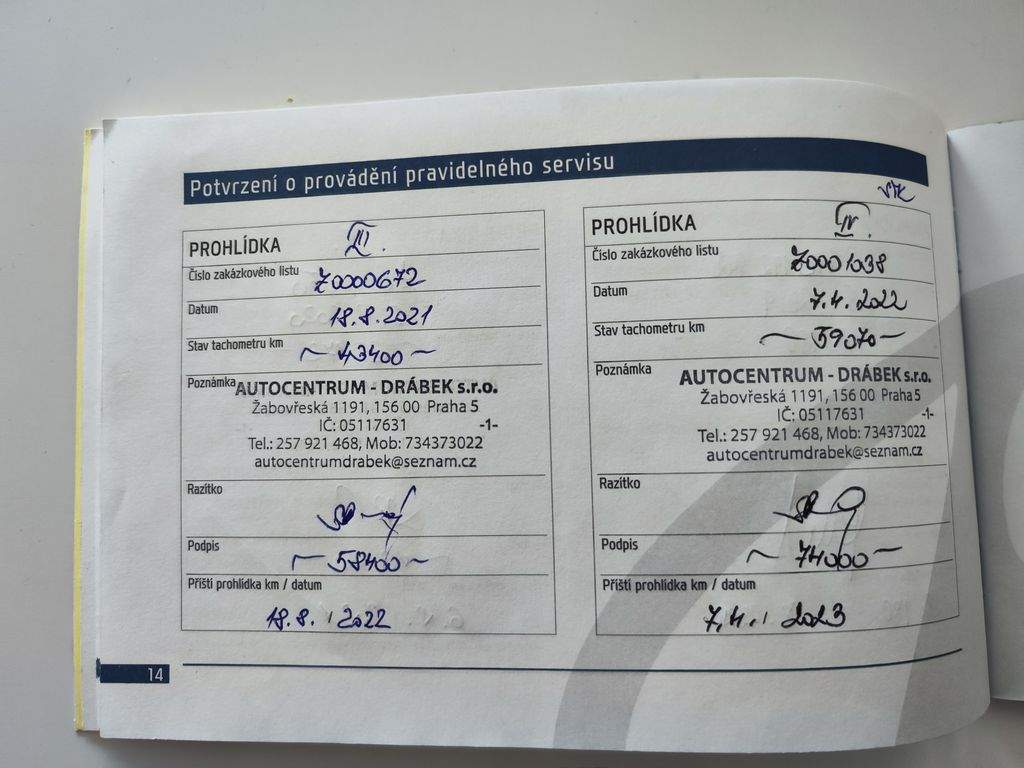 Potvrzení o provádění pravidelného servisu
PROHLÍDKA III.
Číslo zakázkového listu Z0000672
Datum 18.8.2021
Stav tachometru km ~ 43400 ~
Poznámka AUTOCENTRUM - DRÁBEK s.r.o.
Žabovřeská 1191, 156 00 Praha 5
IČ: 05117631 -1-
Tel.: 257 921 468, Mob: 734373022
autocentrumdrabek@seznam.cz
Razítko
Podpis ~ 58400 ~
Příští prohlídka km / datum
18.8. 2022
STK
PROHLÍDKA IV.
Číslo zakázkového listu Z0001038
Datum 7.4. 2022
Stav tachometru km ~ 59070 ~
Poznámka AUTOCENTRUM - DRÁBEK s.r.o.
Žabovřeská 1191, 156 00 Praha 5
IČ: 05117631 -1-
Tel.: 257 921 468, Mob: 734373022
autocentrumdrabek@seznam.cz
Razítko
Podpis ~ 74000 ~
Příští prohlídka km / datum
7.4. 2023
14